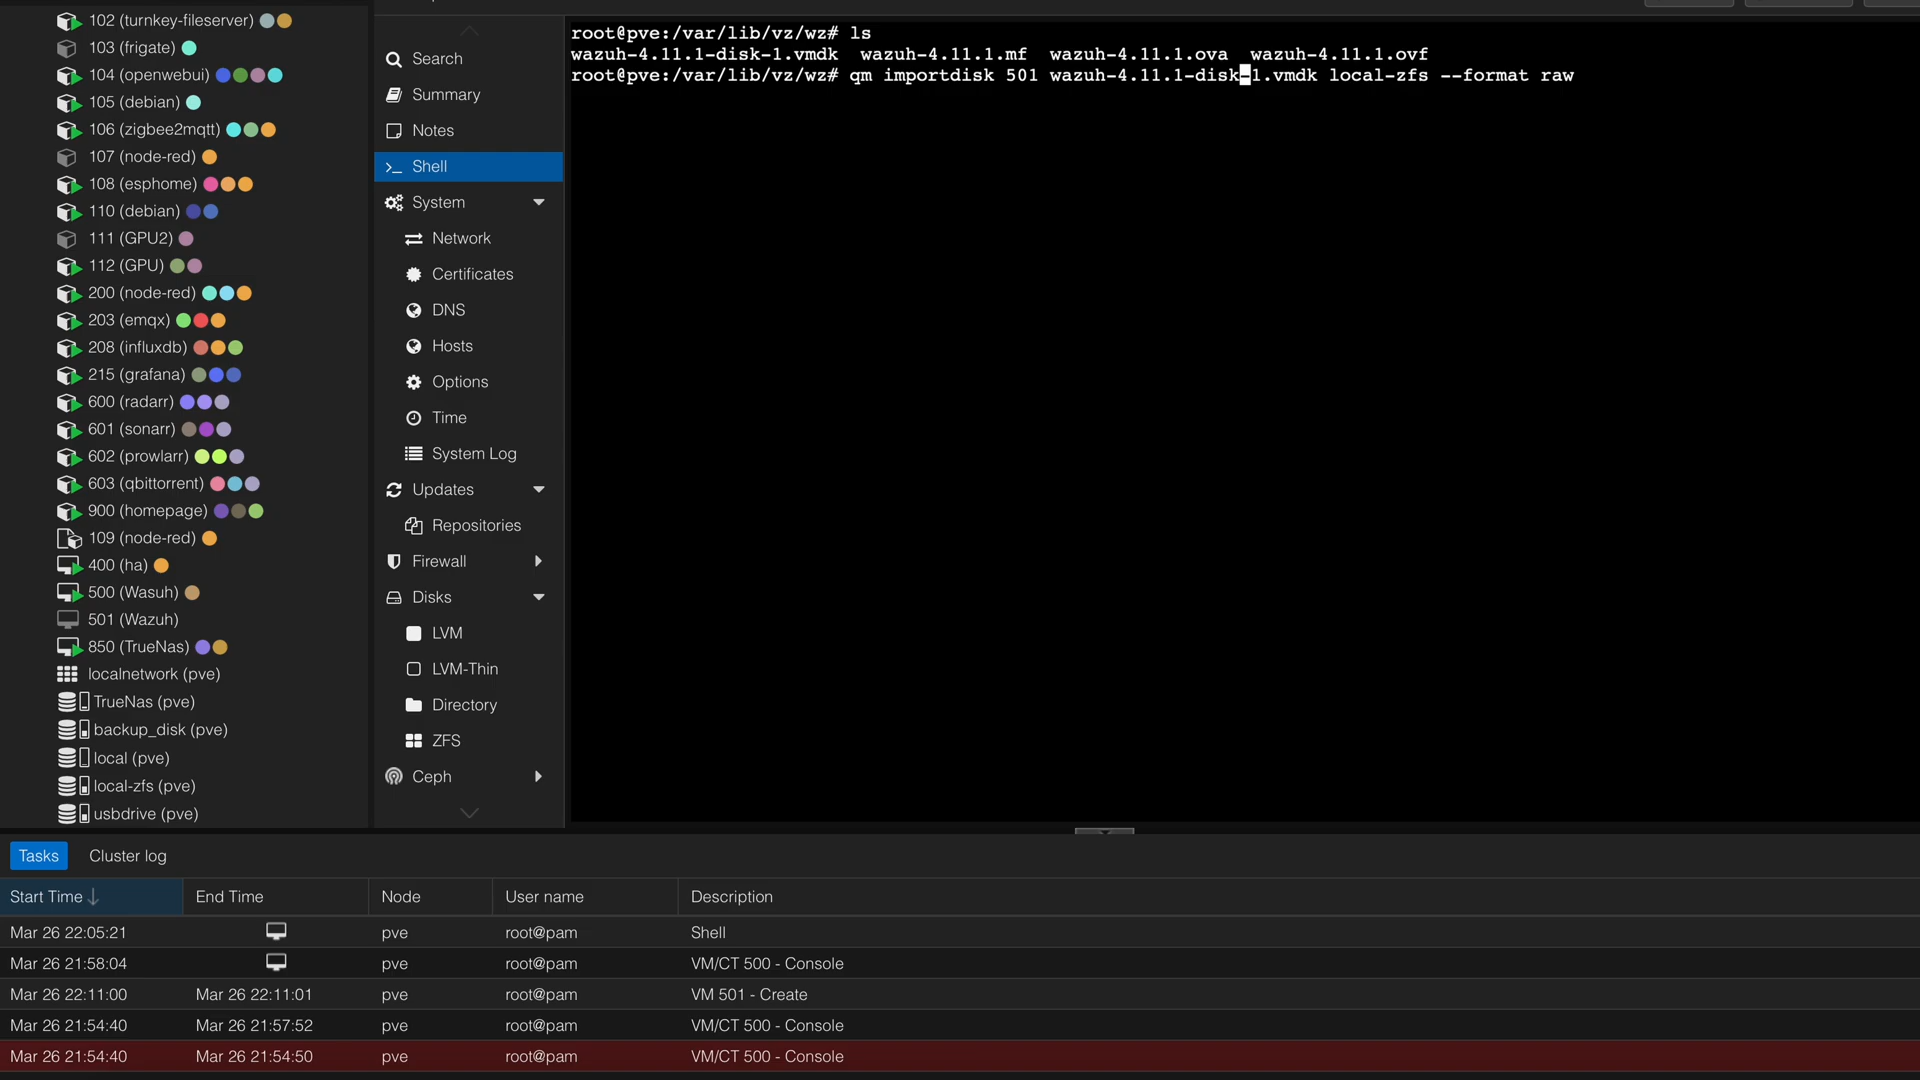 102 (turnkey-fileserver)
103 (frigate)
104 (openwebui)
105 (debian)
106 (zigbee2mqtt)
107 (node-red)
108 (esphome)
110 (debian)
111 (GPU2)
112 (GPU)
200 (node-red)
203 (emqx)
208 (influxdb)
215 (grafana)
600 (radarr)
601 (sonarr)
602 (prowlarr)
603 (qbittorrent)
900 (homepage)
109 (node-red)
400 (ha)
500 (Wasuh)
501 (Wazuh)
850 (TrueNas)
localnetwork (pve)
TrueNas (pve)
backup_disk (pve)
local (pve)
local-zfs (pve)
usbdrive (pve)
Search
Summary
Notes
Shell
System
Network
Certificates
DNS
Hosts
Options
Time
System Log
Updates
Repositories
Firewall
Disks
LVM
LVM-Thin
Directory
ZFS
Ceph
root@pve:/var/lib/vz/wz# ls
wazuh-4.11.1-disk-1.vmdk wazuh-4.11.1.mf wazuh-4.11.1.ova wazuh-4.11.1.ovf
root@pve:/var/lib/vz/wz# qm importdisk 501 wazuh-4.11.1-disk-1.vmdk local-zfs --format raw
Tasks Cluster log
Start Time End Time Node User name Description
Mar 26 22:05:21 pve root@pam Shell
Mar 26 21:58:04 pve root@pam VM/CT 500 - Console
Mar 26 22:11:00 Mar 26 22:11:01 pve root@pam VM 501 - Create
Mar 26 21:54:40 Mar 26 21:57:52 pve root@pam VM/CT 500 - Console
Mar 26 21:54:40 Mar 26 21:54:50 pve root@pam VM/CT 500 - Console